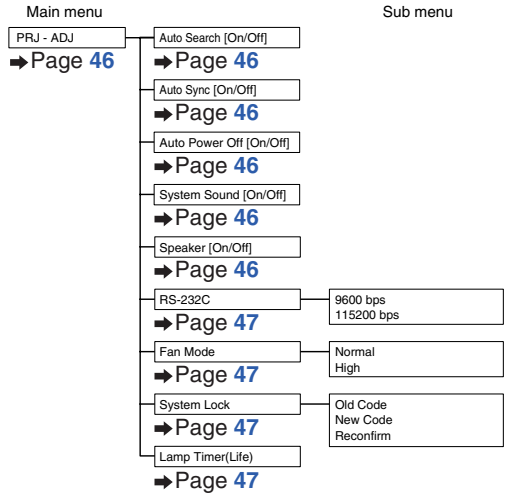 Main menu
Sub menu
PRJ - ADJ
➡Page 46
Auto Search [On/Off]
➡Page 46
Auto Sync [On/Off]
➡Page 46
Auto Power Off [On/Off]
➡Page 46
System Sound [On/Off]
➡Page 46
Speaker [On/Off]
➡Page 46
RS-232C
➡Page 47
9600 bps
115200 bps
Fan Mode
➡Page 47
Normal
High
System Lock
➡Page 47
Old Code
New Code
Reconfirm
Lamp Timer(Life)
➡Page 47